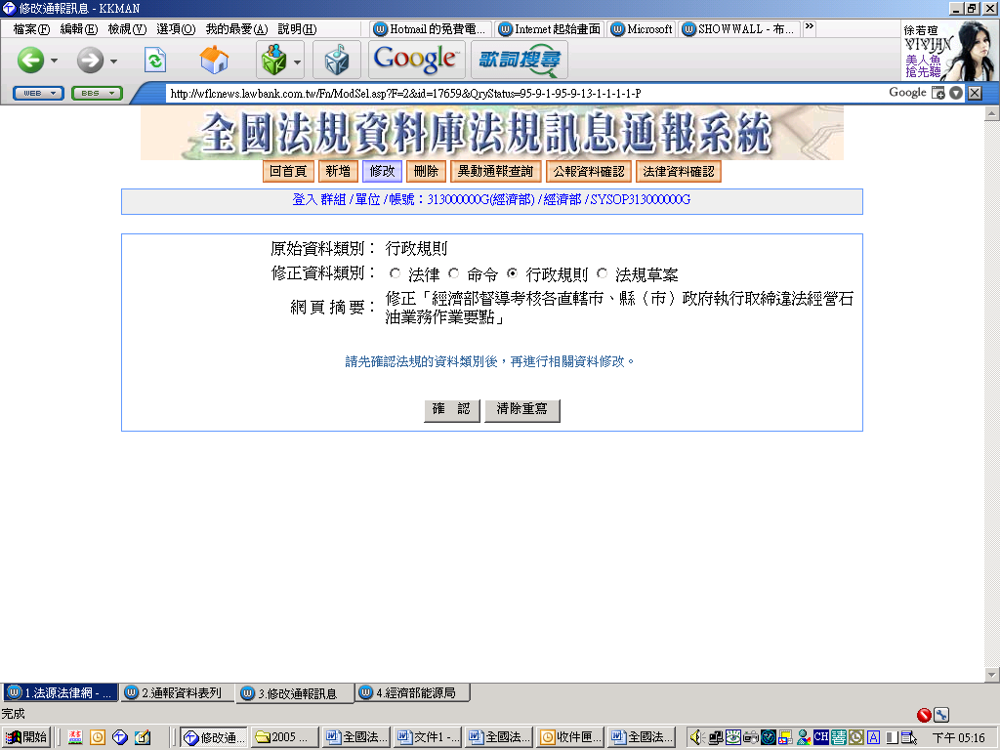 修改通報訊息 - KKMAN
檔案(F) 編輯(E) 檢視(V) 選項(O) 我的最愛(A) 說明(H)
Hotmail 的免費電... Internet 起始畫面 Microsoft SHOWWALL - 布... »
徐若瑄
VIVIAN
美人魚
搶先聽
Google 歌詞搜尋
WEB BBS http://wflcnews.lawbank.com.tw/Fn/ModSel.asp?F=2&id=17659&QryStatus=95-9-1-95-9-13-1-1-1-1-P Google
全國法規資料庫法規訊息通報系統
回首頁 新增 修改 刪除 異動通報查詢 公報資料確認 法律資料確認
登入 群組 / 單位 / 帳號：313000000G(經濟部) / 經濟部 / SYSOP313000000G
原始資料類別： 行政規則
修正資料類別： 法律 命令 行政規則 法規草案
網 頁 摘 要： 修正「經濟部督導考核各直轄市、縣（市）政府執行取締違法經營石
油業務作業要點」
請先確認法規的資料類別後，再進行相關資料修改。
確 認 清除重寫
1.法源法律網 - ... 2.通報資料表列 3.修改通報訊息 4.經濟部能源局
完成
開始 修改通... 2005 ... 全國法... 文件1 -... 全國法... 收件匣... 全國法... CH 下午 05:16